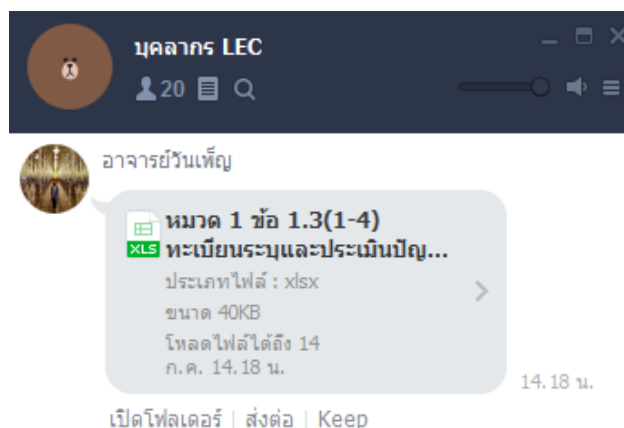 บุคลากร LEC
20
อาจารย์วันเพ็ญ
หมวด 1 ข้อ 1.3(1-4)
XLS ทะเบียนระบุและประเมินปัญ...
ประเภทไฟล์ : xlsx
ขนาด 40KB
โหลดไฟล์ได้ถึง 14
ก.ค. 14.18 น.
14.18 น.
เปิดโฟลเดอร์ | ส่งต่อ | Keep